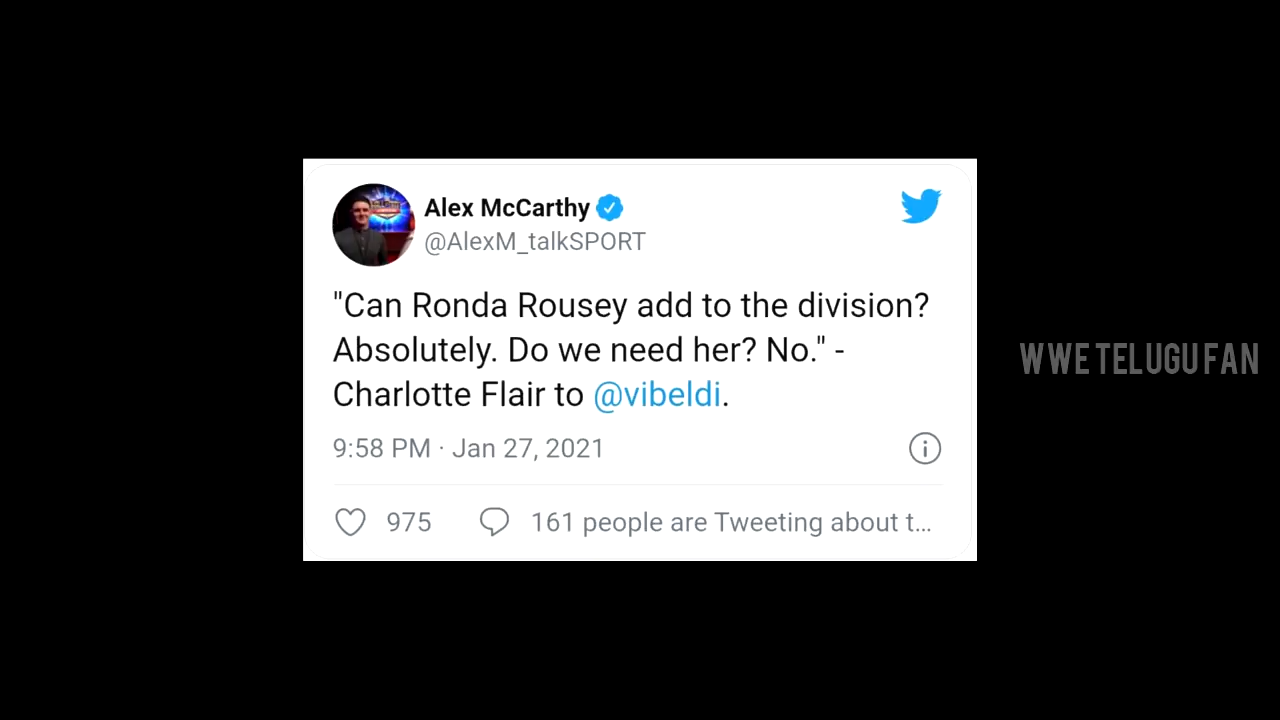 Alex McCarthy
@AlexM_talkSPORT
"Can Ronda Rousey add to the division?
Absolutely. Do we need her? No." -
Charlotte Flair to @vibeldi.
9:58 PM · Jan 27, 2021
975 161 people are Tweeting about t...
WWE TELUGU FAN